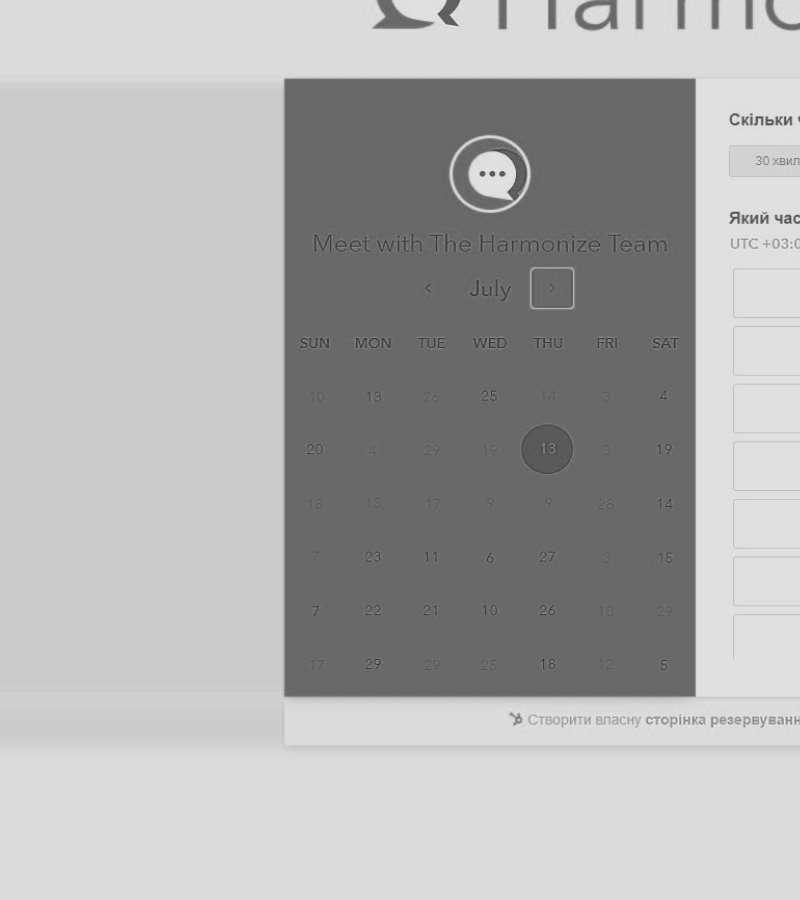 Harmo
Meet with The Harmonize Team
July
SUN MON TUE WED THU FRI SAT
10 13 26 25 14 3 4
20 4 29 19 13 3 19
18 13 17 9 9 26 14
7 23 11 6 27 3 15
7 22 21 10 26 18 29
17 29 29 25 18 12 5
Скільки ч
30 хвил
Який час
UTC +03:0
Створити власну сторінка резервуванн